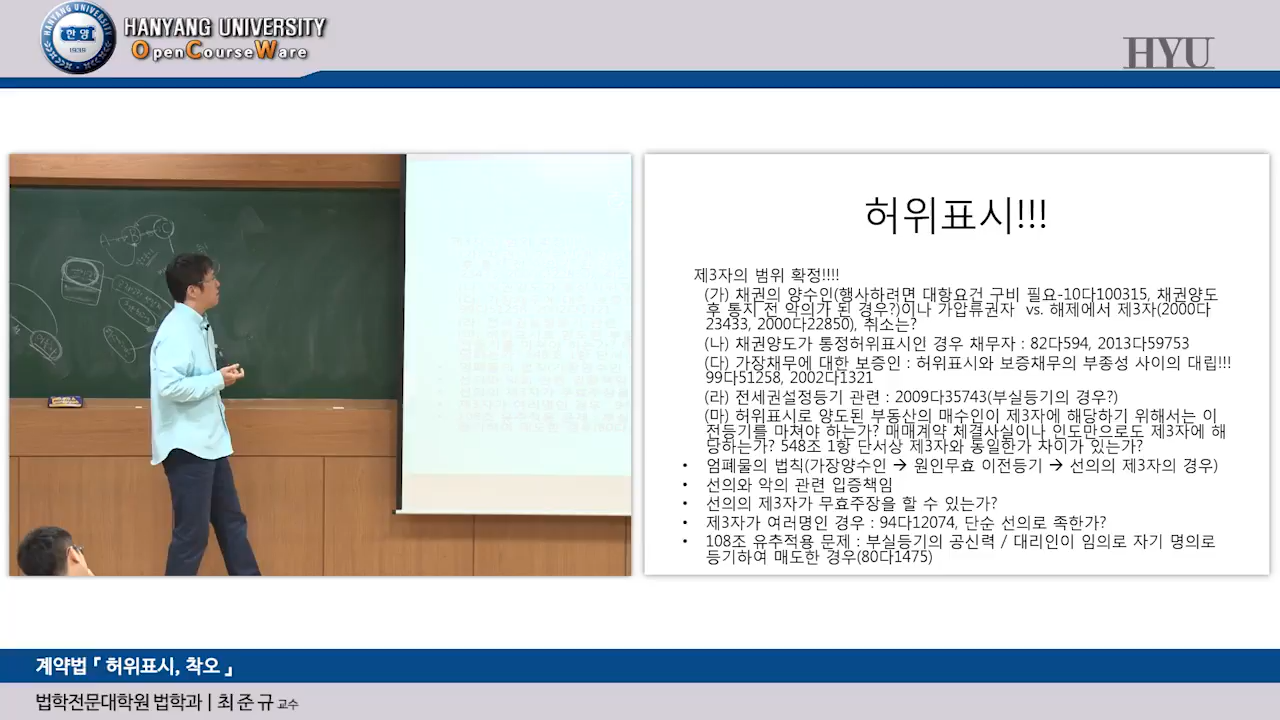 HANYANG UNIVERSITY
OpenCourseWare
HANYANG UNIVERSITY
한양
1939
HYU
허위표시!!!
제3자의 범위 확정!!!!
(가) 채권의 양수인(행사하려면 대항요건 구비 필요-10다100315, 채권양도
후 통지 전 악의가 된 경우?)이나 가압류권자 vs. 해제에서 제3자(2000다
23433, 2000다22850), 취소는?
(나) 채권양도가 통정허위표시인 경우 채무자 : 82다594, 2013다59753
(다) 가장채무에 대한 보증인 : 허위표시와 보증채무의 부종성 사이의 대립!!!
99다51258, 2002다1321
(라) 전세권설정등기 관련 : 2009다35743(부실등기의 경우?)
(마) 허위표시로 양도된 부동산의 매수인이 제3자에 해당하기 위해서는 이
전등기를 마쳐야 하는가? 매매계약 체결사실이나 인도만으로도 제3자에 해
당하는가? 548조 1항 단서상 제3자와 동일한가 차이가 있는가?
• 엄폐물의 법칙(가장양수인 → 원인무효 이전등기 → 선의의 제3자의 경우)
• 선의와 악의 관련 입증책임
• 선의의 제3자가 무효주장을 할 수 있는가?
• 제3자가 여러명인 경우 : 94다12074, 단순 선의로 족한가?
• 108조 유추적용 문제 : 부실등기의 공신력 / 대리인이 임의로 자기 명의로
등기하여 매도한 경우(80다1475)
계약법 「 허위표시, 착오 」
법학전문대학원 법학과 | 최 준 규 교수